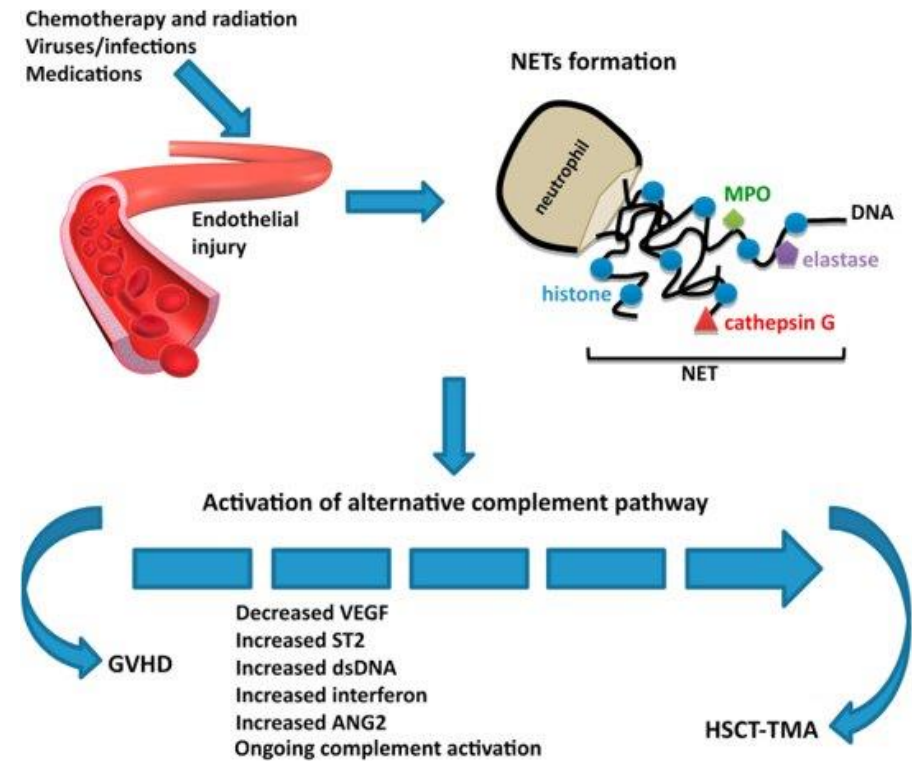 Chemotherapy and radiation
Viruses/infections
Medications
Endothelial
injury
NETs formation
neutrophil
MPO
DNA
elastase
histone
cathepsin G
NET
Activation of alternative complement pathway
Decreased VEGF
Increased ST2
Increased dsDNA
Increased interferon
Increased ANG2
Ongoing complement activation
GVHD
HSCT-TMA